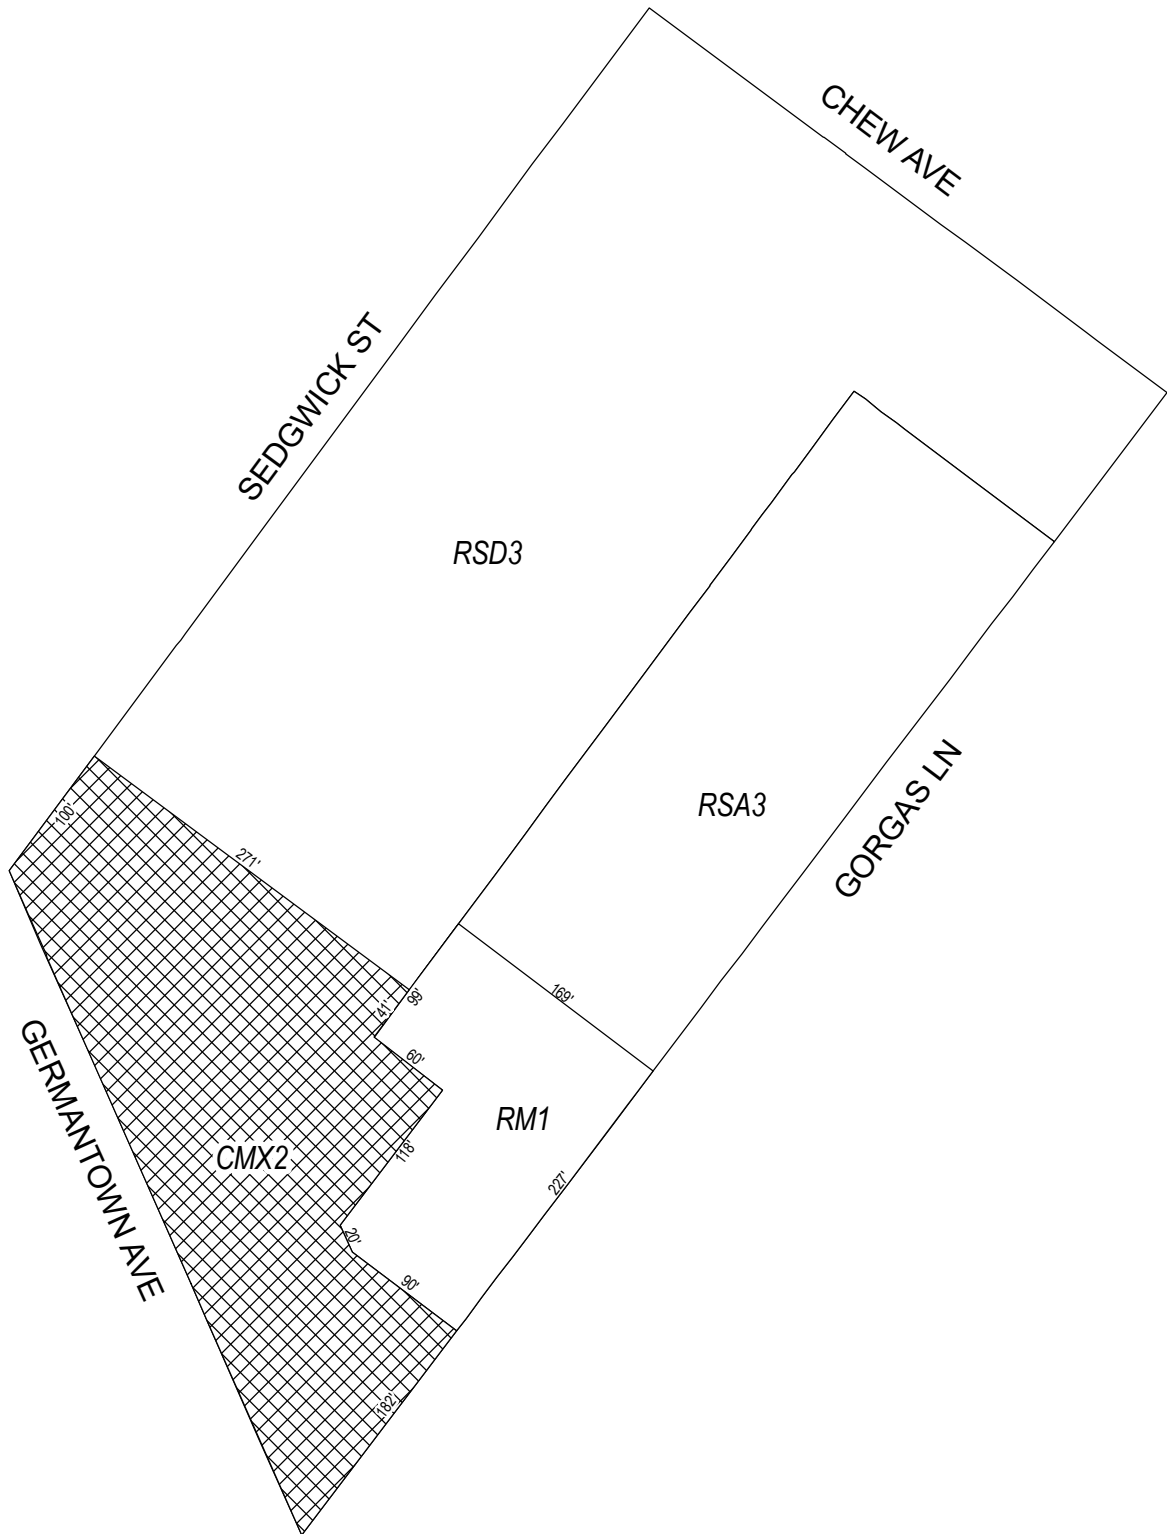 CHEW AVE
SEDGWICK ST
RSD3
RSA3
GORGAS LN
100'
271'
99'
41'
169'
60'
GERMANTOWN AVE
RM1
118'
CMX2
227'
20'
90'
182'